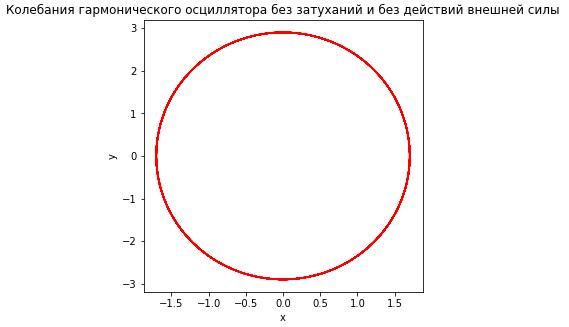 Колебания гармонического осциллятора без затуханий и без действий внешней силы
3
2
1
y
0
−1
−2
−3
−1.5 −1.0 −0.5 0.0 0.5 1.0 1.5
x